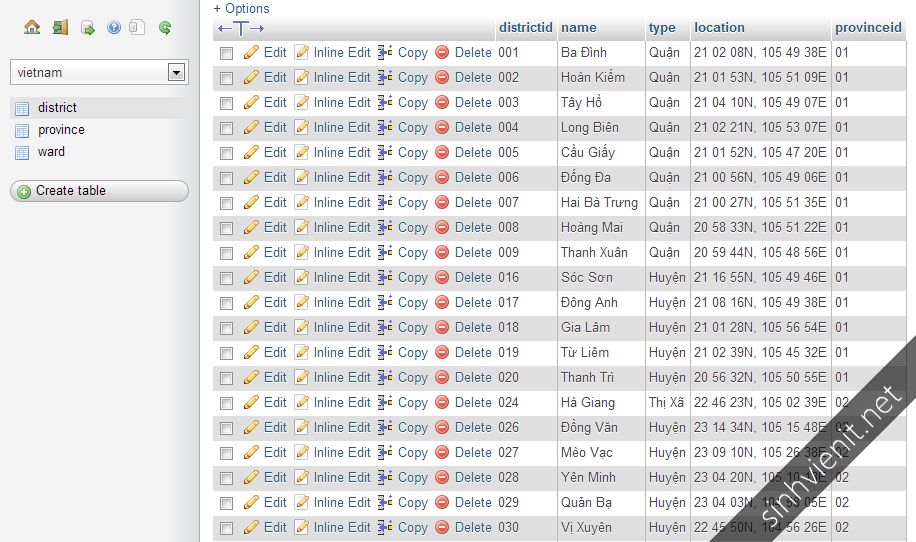 + Options
districtid name type location provinceid
vietnam
district
province
ward
Create table
Edit Inline Edit Copy Delete 001 Ba Đình Quận 21 02 08N, 105 49 38E 01
Edit Inline Edit Copy Delete 002 Hoàn Kiếm Quận 21 01 53N, 105 51 09E 01
Edit Inline Edit Copy Delete 003 Tây Hồ Quận 21 04 10N, 105 49 07E 01
Edit Inline Edit Copy Delete 004 Long Biên Quận 21 02 21N, 105 53 07E 01
Edit Inline Edit Copy Delete 005 Cầu Giấy Quận 21 01 52N, 105 47 20E 01
Edit Inline Edit Copy Delete 006 Đống Đa Quận 21 00 56N, 105 49 06E 01
Edit Inline Edit Copy Delete 007 Hai Bà Trưng Quận 21 00 27N, 105 51 35E 01
Edit Inline Edit Copy Delete 008 Hoàng Mai Quận 20 58 33N, 105 51 22E 01
Edit Inline Edit Copy Delete 009 Thanh Xuân Quận 20 59 44N, 105 48 56E 01
Edit Inline Edit Copy Delete 016 Sóc Sơn Huyện 21 16 55N, 105 49 46E 01
Edit Inline Edit Copy Delete 017 Đông Anh Huyện 21 08 16N, 105 49 38E 01
Edit Inline Edit Copy Delete 018 Gia Lâm Huyện 21 01 28N, 105 56 54E 01
Edit Inline Edit Copy Delete 019 Từ Liêm Huyện 21 02 39N, 105 45 32E 01
Edit Inline Edit Copy Delete 020 Thanh Trì Huyện 20 56 32N, 105 50 55E 01
Edit Inline Edit Copy Delete 024 Hà Giang Thị Xã 22 46 23N, 105 02 39E 02
Edit Inline Edit Copy Delete 026 Đồng Văn Huyện 23 14 34N, 105 15 48E 02
Edit Inline Edit Copy Delete 027 Mèo Vạc Huyện 23 09 10N, 105 26 38E 02
Edit Inline Edit Copy Delete 028 Yên Minh Huyện 23 04 20N, 105 02
Edit Inline Edit Copy Delete 029 Quản Bạ Huyện 23 04 03N, 05E 02
Edit Inline Edit Copy Delete 030 Vị Xuyên Huyện 22 45 50N, 104 56 26E 02
sinhvienit.net